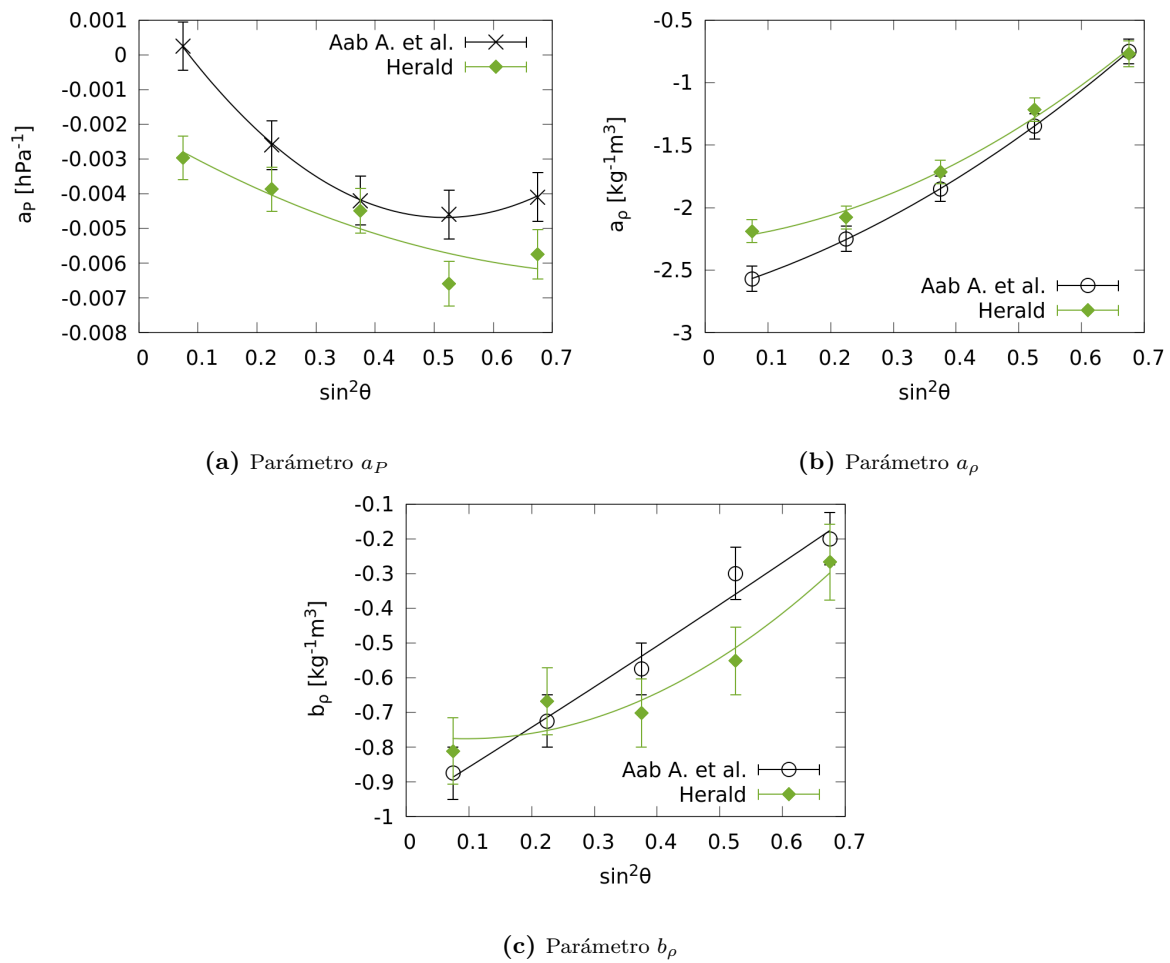 0.001
0
-0.001
-0.002
-0.003
-0.004
-0.005
-0.006
-0.007
-0.008
aP [hPa-1]
0 0.1 0.2 0.3 0.4 0.5 0.6 0.7
sin²θ
Aab A. et al.
Herald
(a) Parámetro aP
-0.5
-1
-1.5
-2
-2.5
-3
aρ [kg-1m3]
0 0.1 0.2 0.3 0.4 0.5 0.6 0.7
sin²θ
Aab A. et al.
Herald
(b) Parámetro aρ
-0.1
-0.2
-0.3
-0.4
-0.5
-0.6
-0.7
-0.8
-0.9
-1
bρ [kg-1m3]
0 0.1 0.2 0.3 0.4 0.5 0.6 0.7
sin²θ
Aab A. et al.
Herald
(c) Parámetro bρ